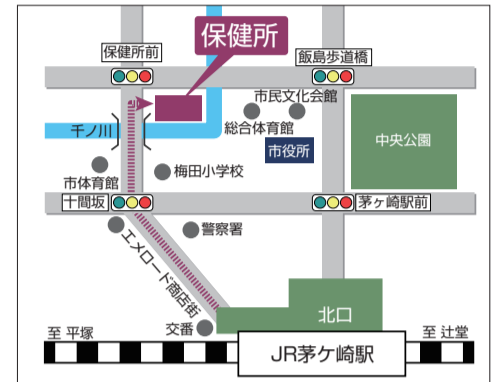 保健所
保健所前
飯島歩道橋
市民文化会館
千ノ川
総合体育館
市役所
中央公園
市体育館
梅田小学校
十間坂
茅ヶ崎駅前
警察署
エメロード商店街
北口
交番
至 平塚
至 辻堂
JR茅ケ崎駅